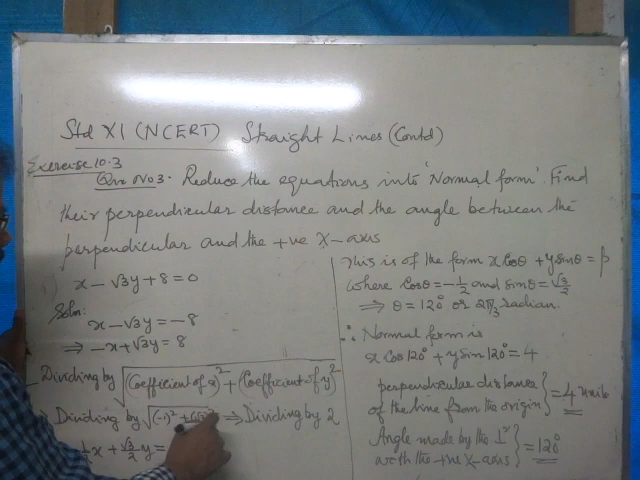 Std XI (NCERT) Straight Lines (Contd)
Exercise 10.3
Que No 3. Reduce the equations into 'Normal form'. Find
their perpendicular distance and the angle between the
perpendicular and the +ve X-axis
i) x - √3y + 8 = 0
Soln:
x - √3y = -8
⇒ -x + √3y = 8
Dividing by √(Coefficient of x)² + (Coefficient of y)²
⇒ Dividing by √(-1)² + (√3)² ⇒ Dividing by 2
½x + √3/2 y =
This is of the form x Cosθ + y sinθ = p
where Cosθ = -½ and sinθ = √3/2
⇒ θ = 120° or 2π/3 radian.
∴ Normal form is
x Cos 120° + y sin 120° = 4
perpendicular distance
of the line from the origin } = 4 units
Angle made by the ⊥r
with the +ve X-axis } = 120°